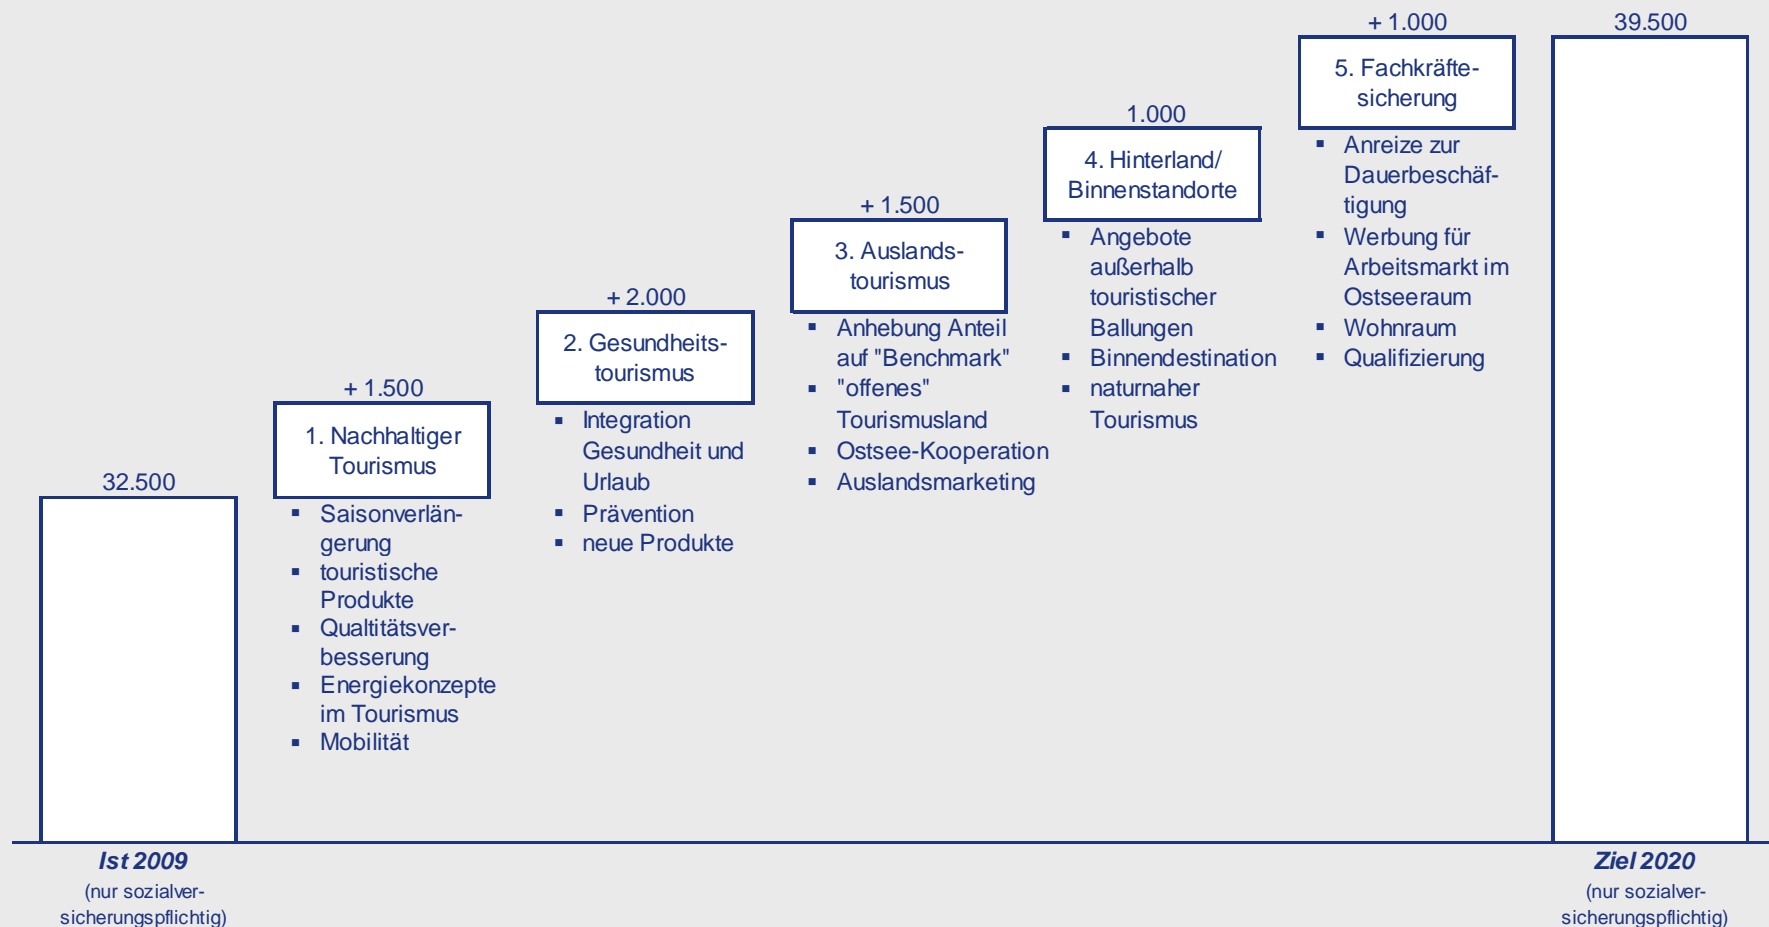 32.500
Ist 2009
(nur sozialver-
sicherungspflichtig)
+ 1.500
1. Nachhaltiger
Tourismus
▪ Saisonverlän-
gerung
▪ touristische
Produkte
▪ Qualtitätsver-
besserung
▪ Energiekonzepte
im Tourismus
▪ Mobilität
+ 2.000
2. Gesundheits-
tourismus
▪ Integration
Gesundheit und
Urlaub
▪ Prävention
▪ neue Produkte
+ 1.500
3. Auslands-
tourismus
▪ Anhebung Anteil
auf "Benchmark"
▪ "offenes"
Tourismusland
▪ Ostsee-Kooperation
▪ Auslandsmarketing
1.000
4. Hinterland/
Binnenstandorte
▪ Angebote
außerhalb
touristischer
Ballungen
▪ Binnendestination
▪ naturnaher
Tourismus
+ 1.000
5. Fachkräfte-
sicherung
▪ Anreize zur
Dauerbeschäf-
tigung
▪ Werbung für
Arbeitsmarkt im
Ostseeraum
▪ Wohnraum
▪ Qualifizierung
39.500
Ziel 2020
(nur sozialver-
sicherungspflichtig)